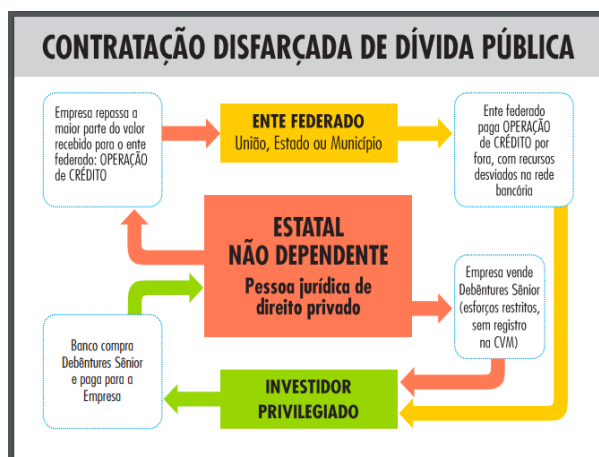 CONTRATAÇÃO DISFARÇADA DE DÍVIDA PÚBLICA
Empresa repassa a
maior parte do valor
recebido para o ente
federado: OPERAÇÃO
de CRÉDITO
ENTE FEDERADO
União, Estado ou Município
Ente federado
paga OPERAÇÃO
de CRÉDITO por
fora, com recursos
desviados na rede
bancária
ESTATAL
NÃO DEPENDENTE
Pessoa jurídica de
direito privado
Empresa vende
Debêntures Sênior
(esforços restritos,
sem registro
na CVM)
Banco compra
Debêntures Sênior
e paga para a
Empresa
INVESTIDOR
PRIVILEGIADO